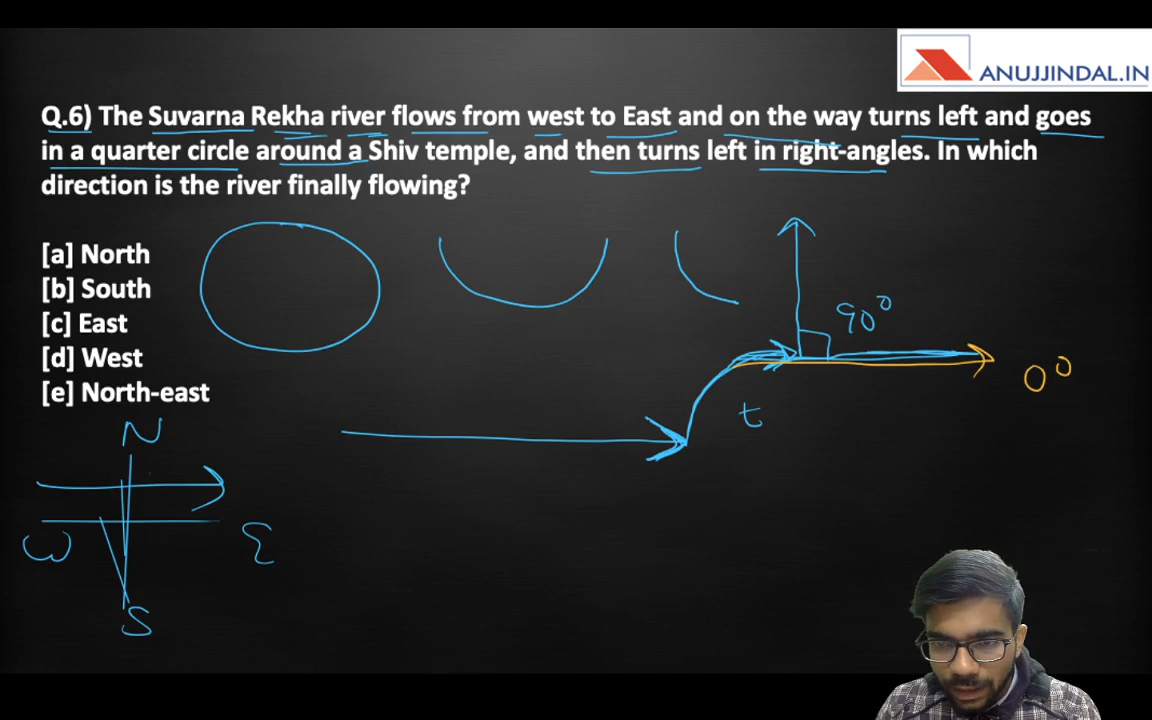 ANUJJINDAL.IN
Q.6) The Suvarna Rekha river flows from west to East and on the way turns left and goes
in a quarter circle around a Shiv temple, and then turns left in right-angles. In which
direction is the river finally flowing?
[a] North
[b] South
[c] East
[d] West
[e] North-east
90°
0°
t
N
W
E
S